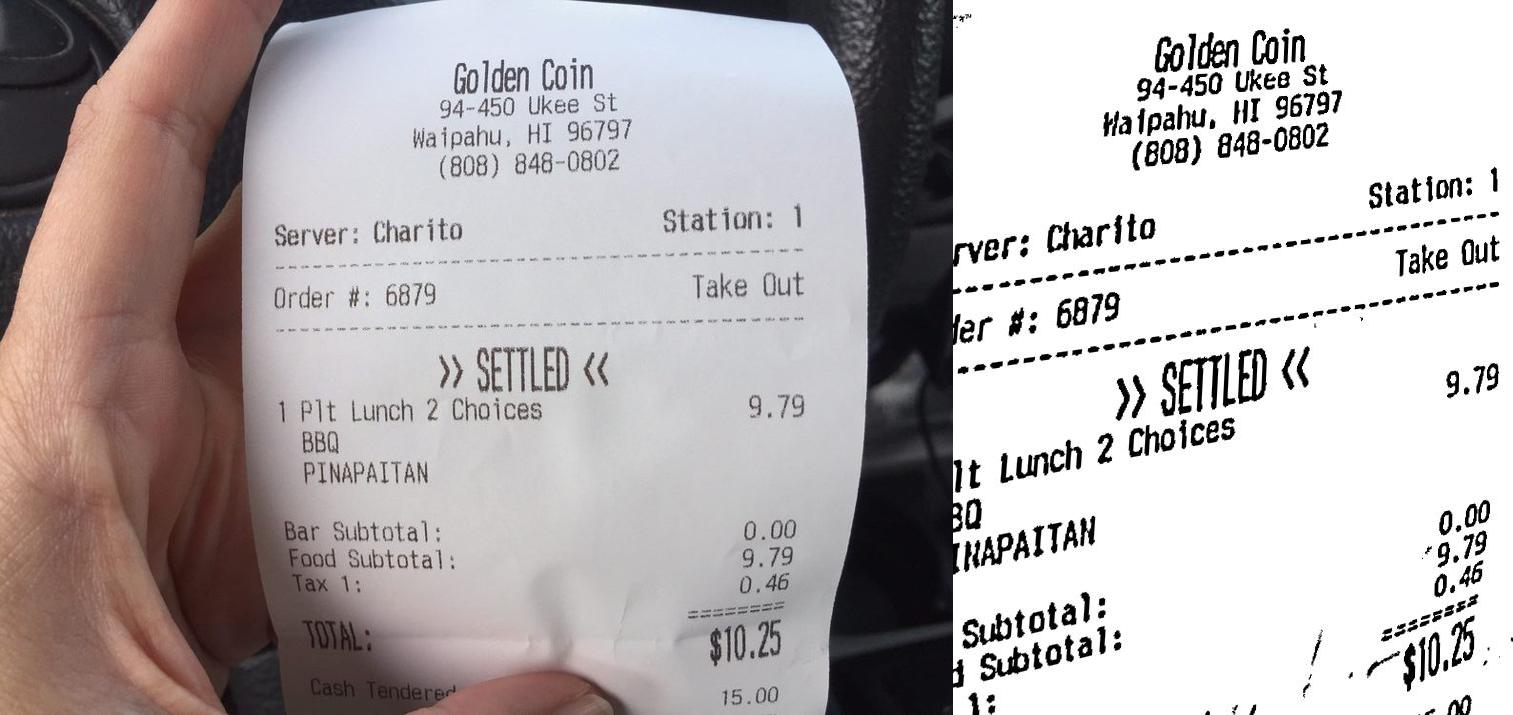 Golden Coin
94-450 Ukee St
Waipahu, HI 96797
(808) 848-0802
Server: Charito Station: 1
Order #: 6879 Take Out
>> SETTLED <<
1 Plt Lunch 2 Choices 9.79
BBQ
PINAPAITAN
Bar Subtotal: 0.00
Food Subtotal: 9.79
Tax 1: 0.46
========
TOTAL: $10.25
Cash Tendered 15.00
Golden Coin
94-450 Ukee St
Waipahu, HI 96797
(808) 848-0802
rver: Charito Station: 1
der #: 6879 Take Out
>> SETTLED <<
lt Lunch 2 Choices 9.79
BQ
INAPAITAN
Subtotal: 0.00
d Subtotal: 9.79
1: 0.46
========
$10.25